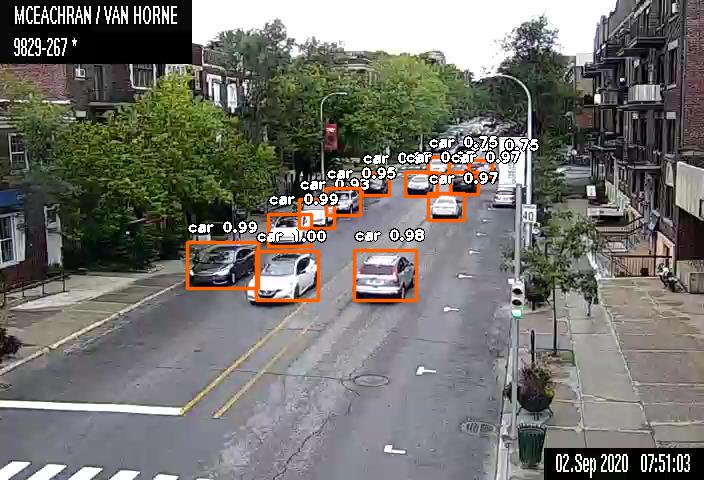 MCEACHRAN / VAN HORNE
9829-267 *
car 0.75
0.75
car 0.97
car 0.95
car 0.97
car 0.93
car 0.99
car 0.99
car 1.00
car 0.98
40
02.Sep 2020 07:51:03